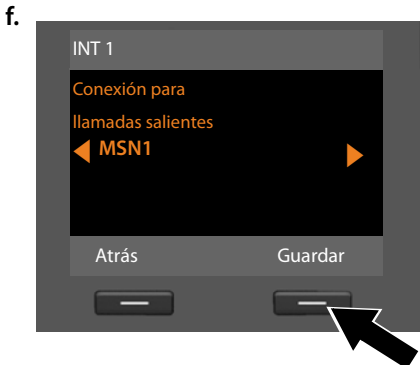 f.
INT 1
Conexión para
llamadas salientes
MSN1
Atrás Guardar